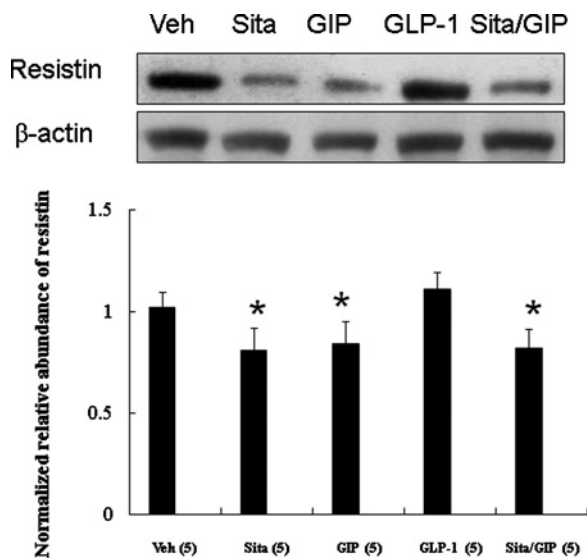 Veh Sita GIP GLP-1 Sita/GIP
Resistin
β-actin
Normalized relative abundance of resistin
1.5
1
0.5
0
* * *
Veh (5) Sita (5) GIP (5) GLP-1 (5) Sita/GIP (5)